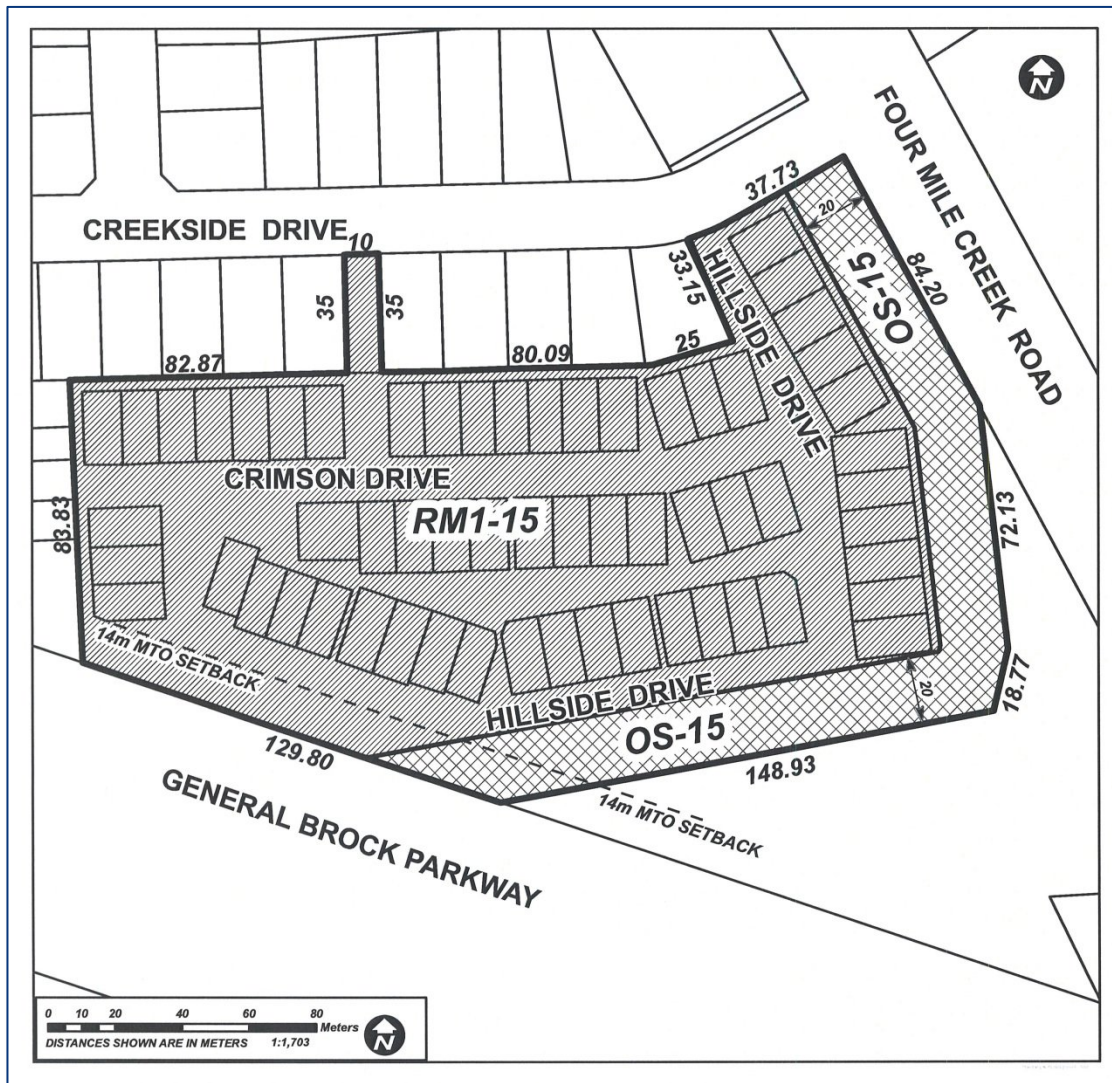 N
FOUR MILE CREEK ROAD
37.73
20
CREEKSIDE DRIVE
10
33.15
HILLSIDE DRIVE
OS-15
84.20
35
35
82.87
80.09
25
CRIMSON DRIVE
RM1-15
83.83
72.13
14m MTO SETBACK
HILLSIDE DRIVE
20
18.77
OS-15
129.80
148.93
14m MTO SETBACK
GENERAL BROCK PARKWAY
0 10 20 40 60 80
Meters
DISTANCES SHOWN ARE IN METERS 1:1,703
N